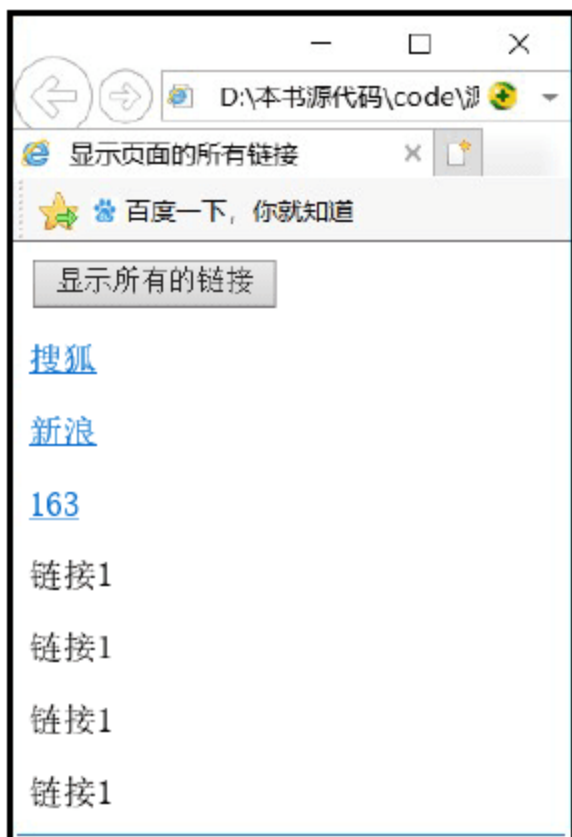 D:\本书源代码\code\源
显示页面的所有链接
百度一下，你就知道
显示所有的链接
搜狐
新浪
163
链接1
链接1
链接1
链接1